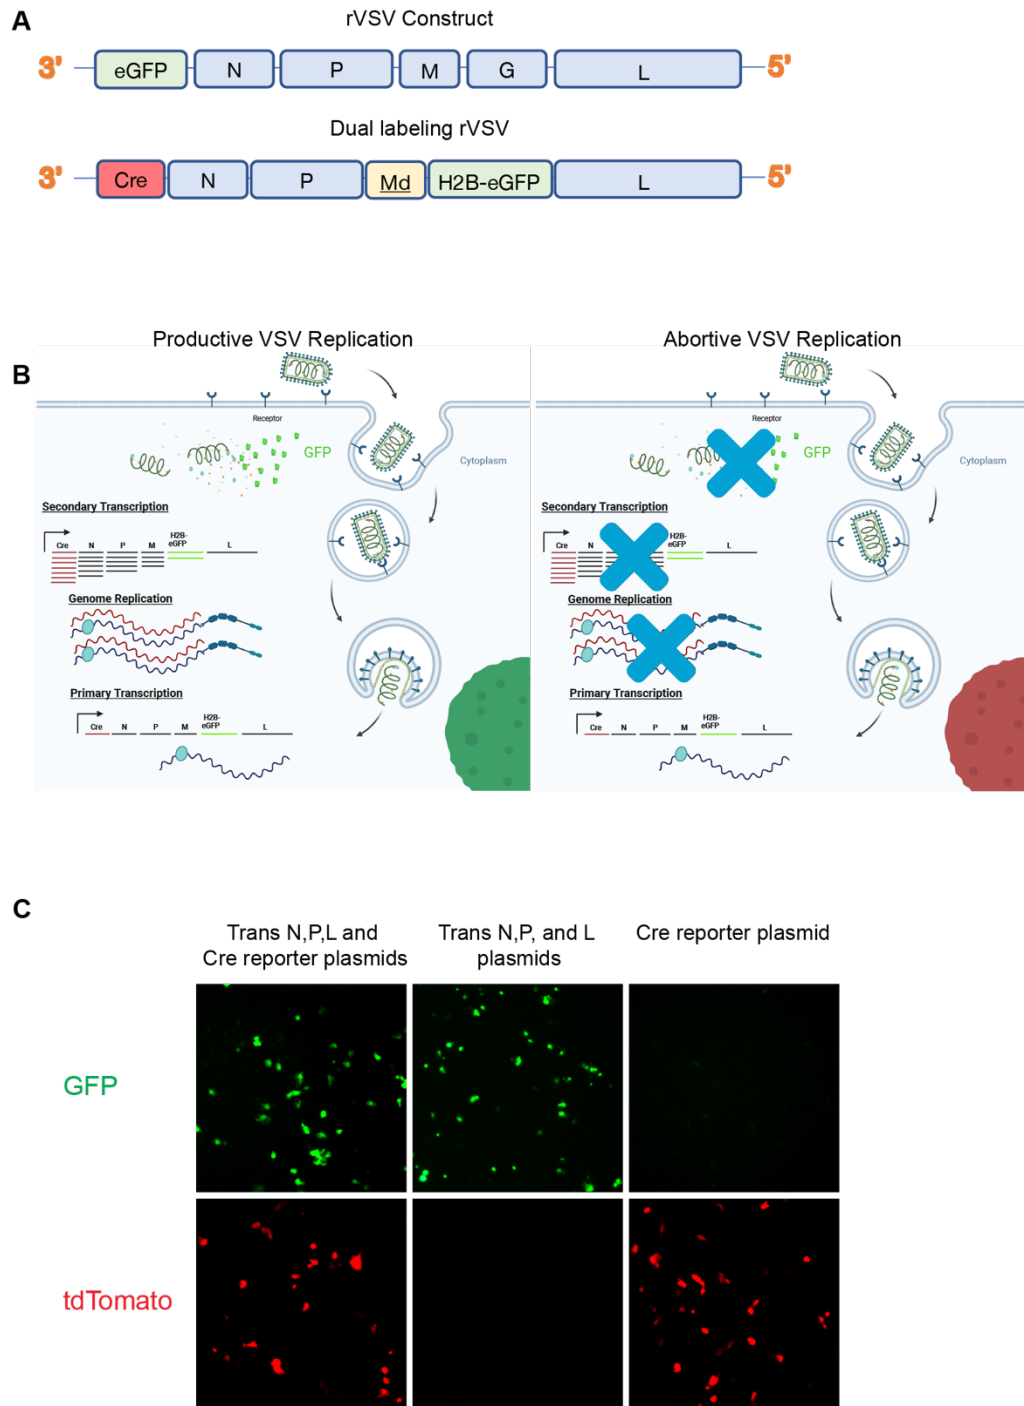 A
rVSV Construct
3' eGFP N P M G L 5'
Dual labeling rVSV
3' Cre N P Md H2B-eGFP L 5'
B
Productive VSV Replication
Receptor
GFP
Cytoplasm
Secondary Transcription
Cre N P M H2B-eGFP L
Genome Replication
Primary Transcription
Cre N P M H2B-eGFP L
Abortive VSV Replication
Receptor
GFP
Cytoplasm
Secondary Transcription
Cre N H2B-eGFP L
Genome Replication
Primary Transcription
Cre N P M H2B-eGFP L
C
Trans N,P,L and
Cre reporter plasmids
Trans N,P, and L
plasmids
Cre reporter plasmid
GFP
tdTomato